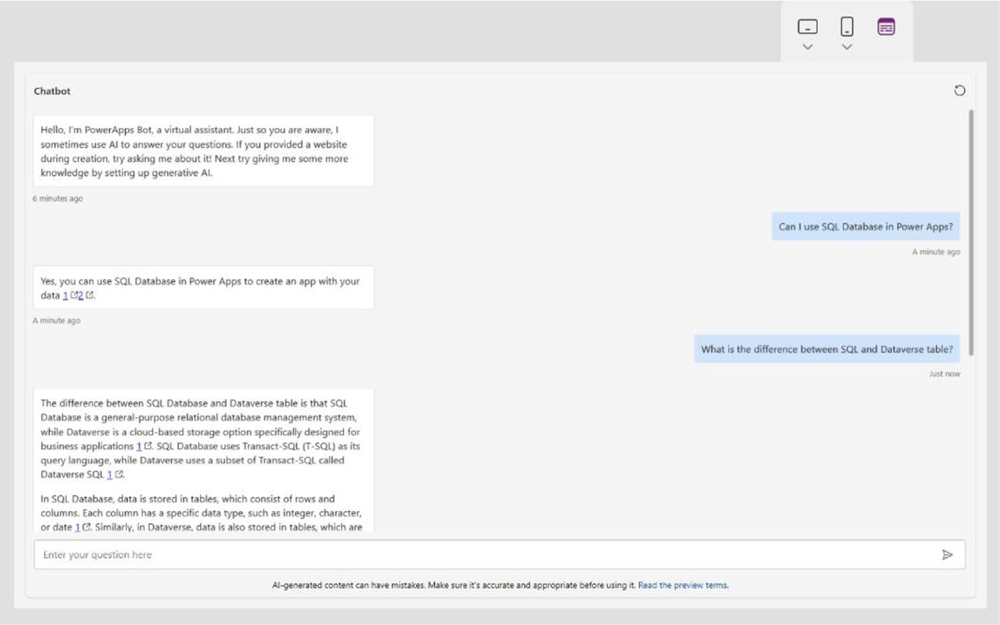 Chatbot
Hello, I'm PowerApps Bot, a virtual assistant. Just so you are aware, I
sometimes use AI to answer your questions. If you provided a website
during creation, try asking me about it! Next try giving me some more
knowledge by setting up generative AI.
6 minutes ago
Can I use SQL Database in Power Apps?
A minute ago
Yes, you can use SQL Database in Power Apps to create an app with your
data 1 2 .
A minute ago
What is the difference between SQL and Dataverse table?
Just now
The difference between SQL Database and Dataverse table is that SQL
Database is a general-purpose relational database management system,
while Dataverse is a cloud-based storage option specifically designed for
business applications 1 . SQL Database uses Transact-SQL (T-SQL) as its
query language, while Dataverse uses a subset of Transact-SQL called
Dataverse SQL 1 .
In SQL Database, data is stored in tables, which consist of rows and
columns. Each column has a specific data type, such as integer, character,
or date 1 . Similarly, in Dataverse, data is also stored in tables, which are
Enter your question here
AI-generated content can have mistakes. Make sure it's accurate and appropriate before using it. Read the preview terms.